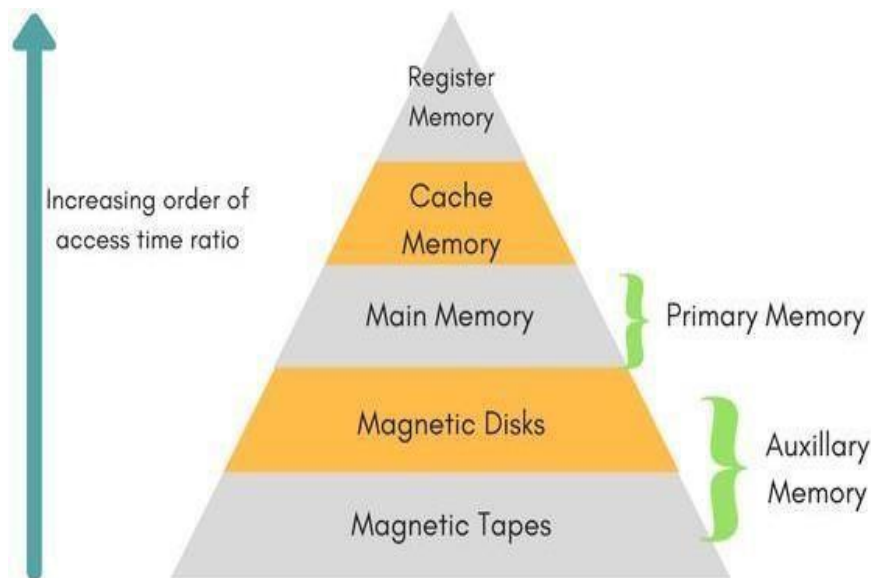 Register
Memory
Increasing order of
access time ratio
Cache
Memory
Main Memory
Primary Memory
Magnetic Disks
Auxillary
Memory
Magnetic Tapes